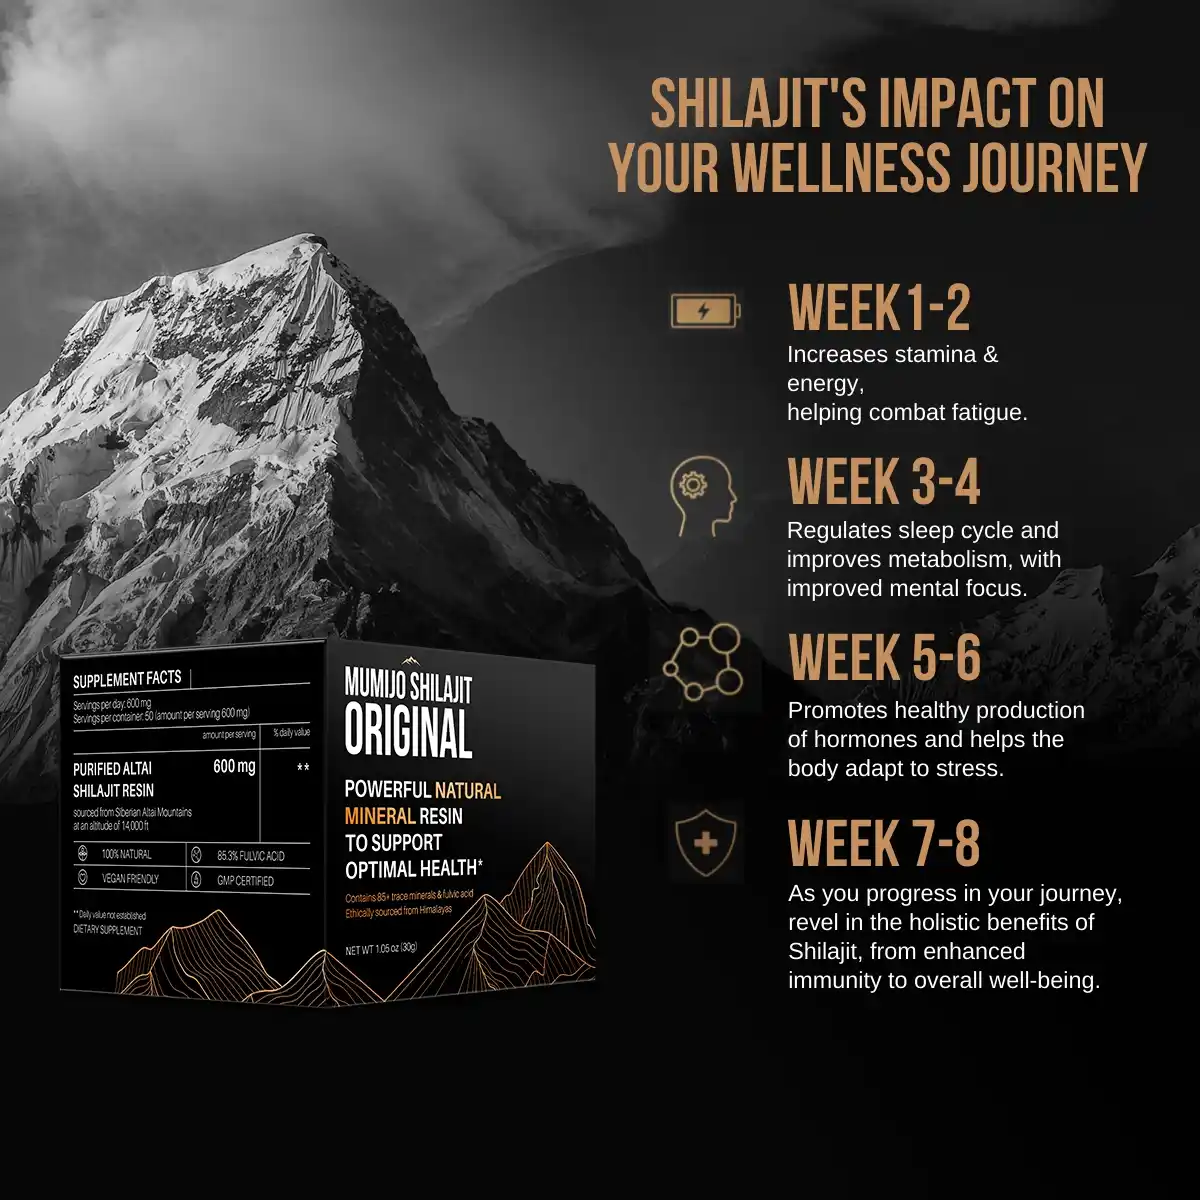 SHILAJIT'S IMPACT ON
YOUR WELLNESS JOURNEY
WEEK 1-2
Increases stamina &
energy,
helping combat fatigue.
WEEK 3-4
Regulates sleep cycle and
improves metabolism, with
improved mental focus.
WEEK 5-6
Promotes healthy production
of hormones and helps the
body adapt to stress.
WEEK 7-8
As you progress in your journey,
revel in the holistic benefits of
Shilajit, from enhanced
immunity to overall well-being.
SUPPLEMENT FACTS
Servings per day: 600 mg
Servings per container: 50 (amount per serving 600 mg)
amount per serving % daily value
PURIFIED ALTAI 600 mg **
SHILAJIT RESIN
sourced from Siberian Altai Mountains
at an altitude of 14,000 ft
100% NATURAL 85.3% FULVIC ACID
VEGAN FRIENDLY GMP CERTIFIED
** Daily value not established
DIETARY SUPPLEMENT
MUMIJO SHILAJIT
ORIGINAL
POWERFUL NATURAL
MINERAL RESIN
TO SUPPORT
OPTIMAL HEALTH*
Contains 85+ trace minerals & fulvic acid
Ethically sourced from Himalayas
NET WT 1.05 oz (30g)